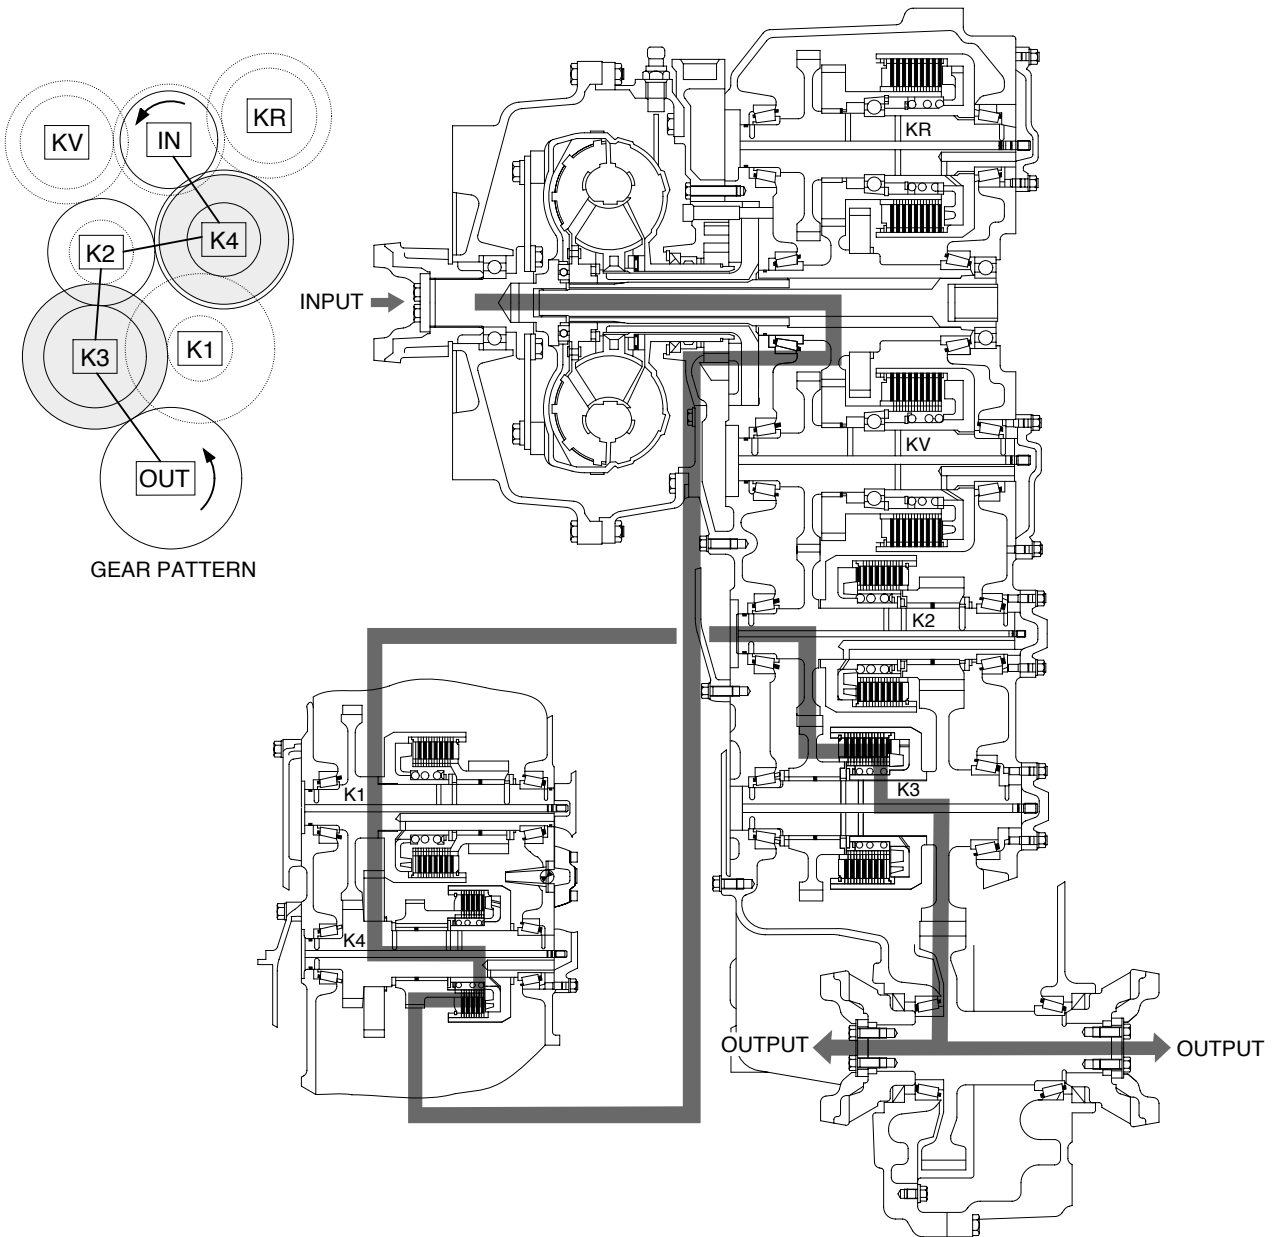 KV
IN
KR
K2
K4
K3
K1
OUT
GEAR PATTERN
INPUT
KR
KV
K2
K3
K1
K4
OUTPUT
OUTPUT